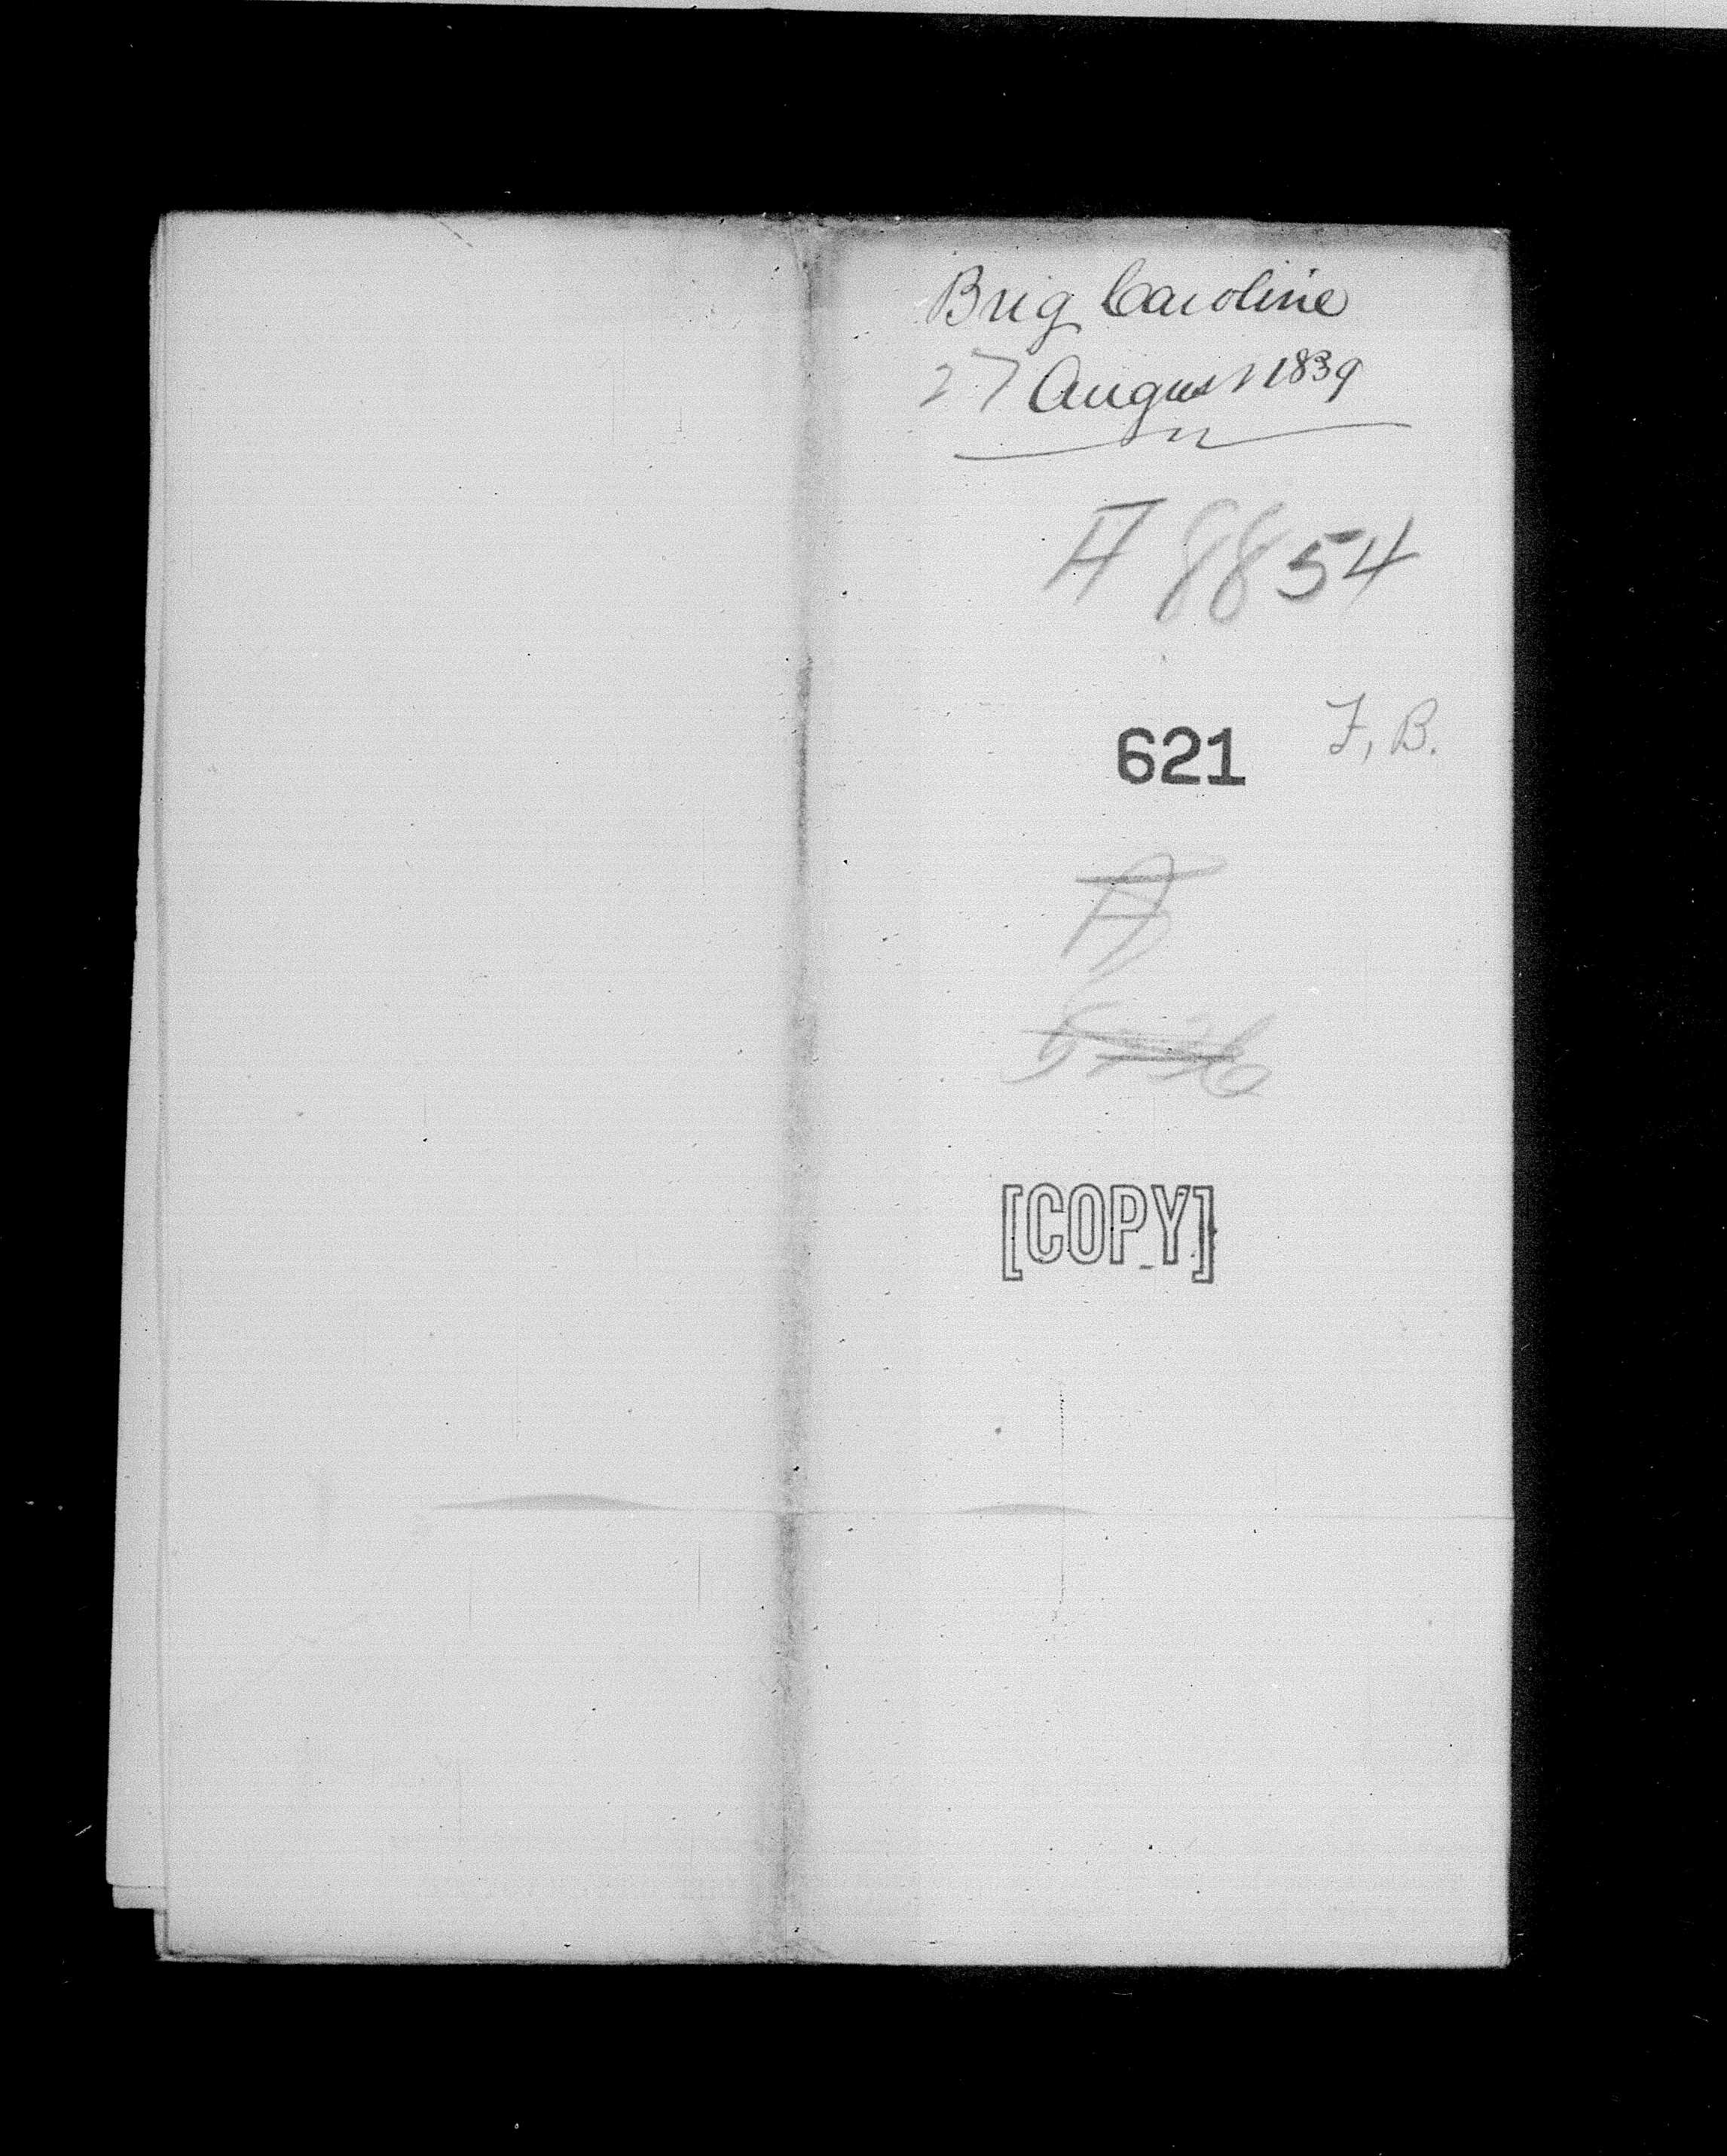 Brig Caroline
27 August 1839
A 8854
621 F, B.
A
[COPY]